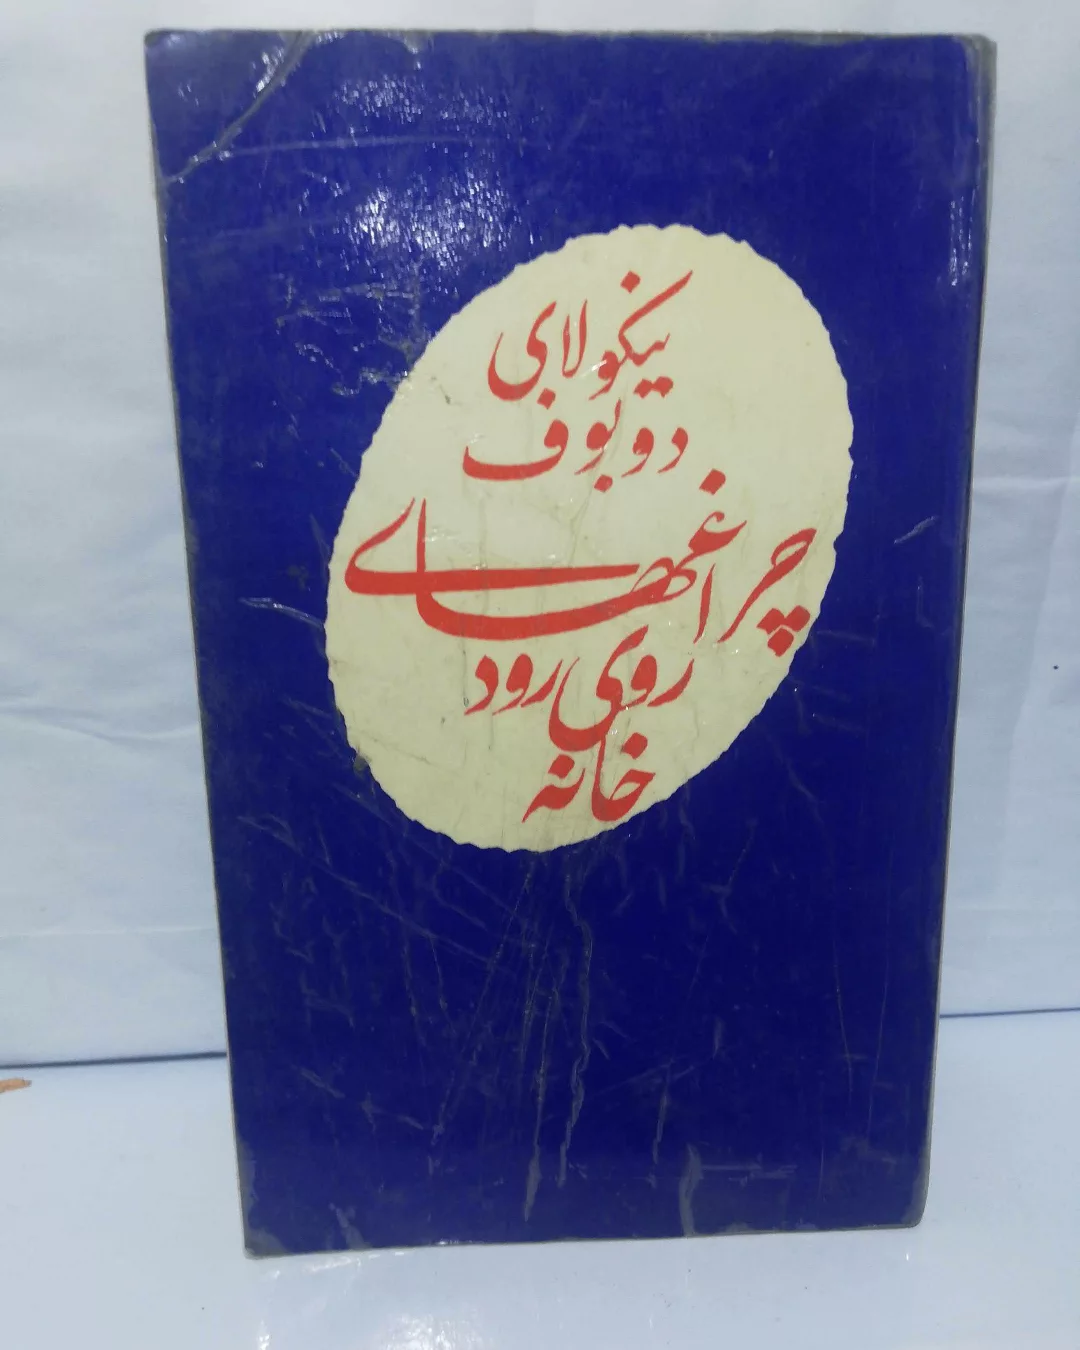 نیکولای
دوبوف
چراغهای
روی رود
خانه